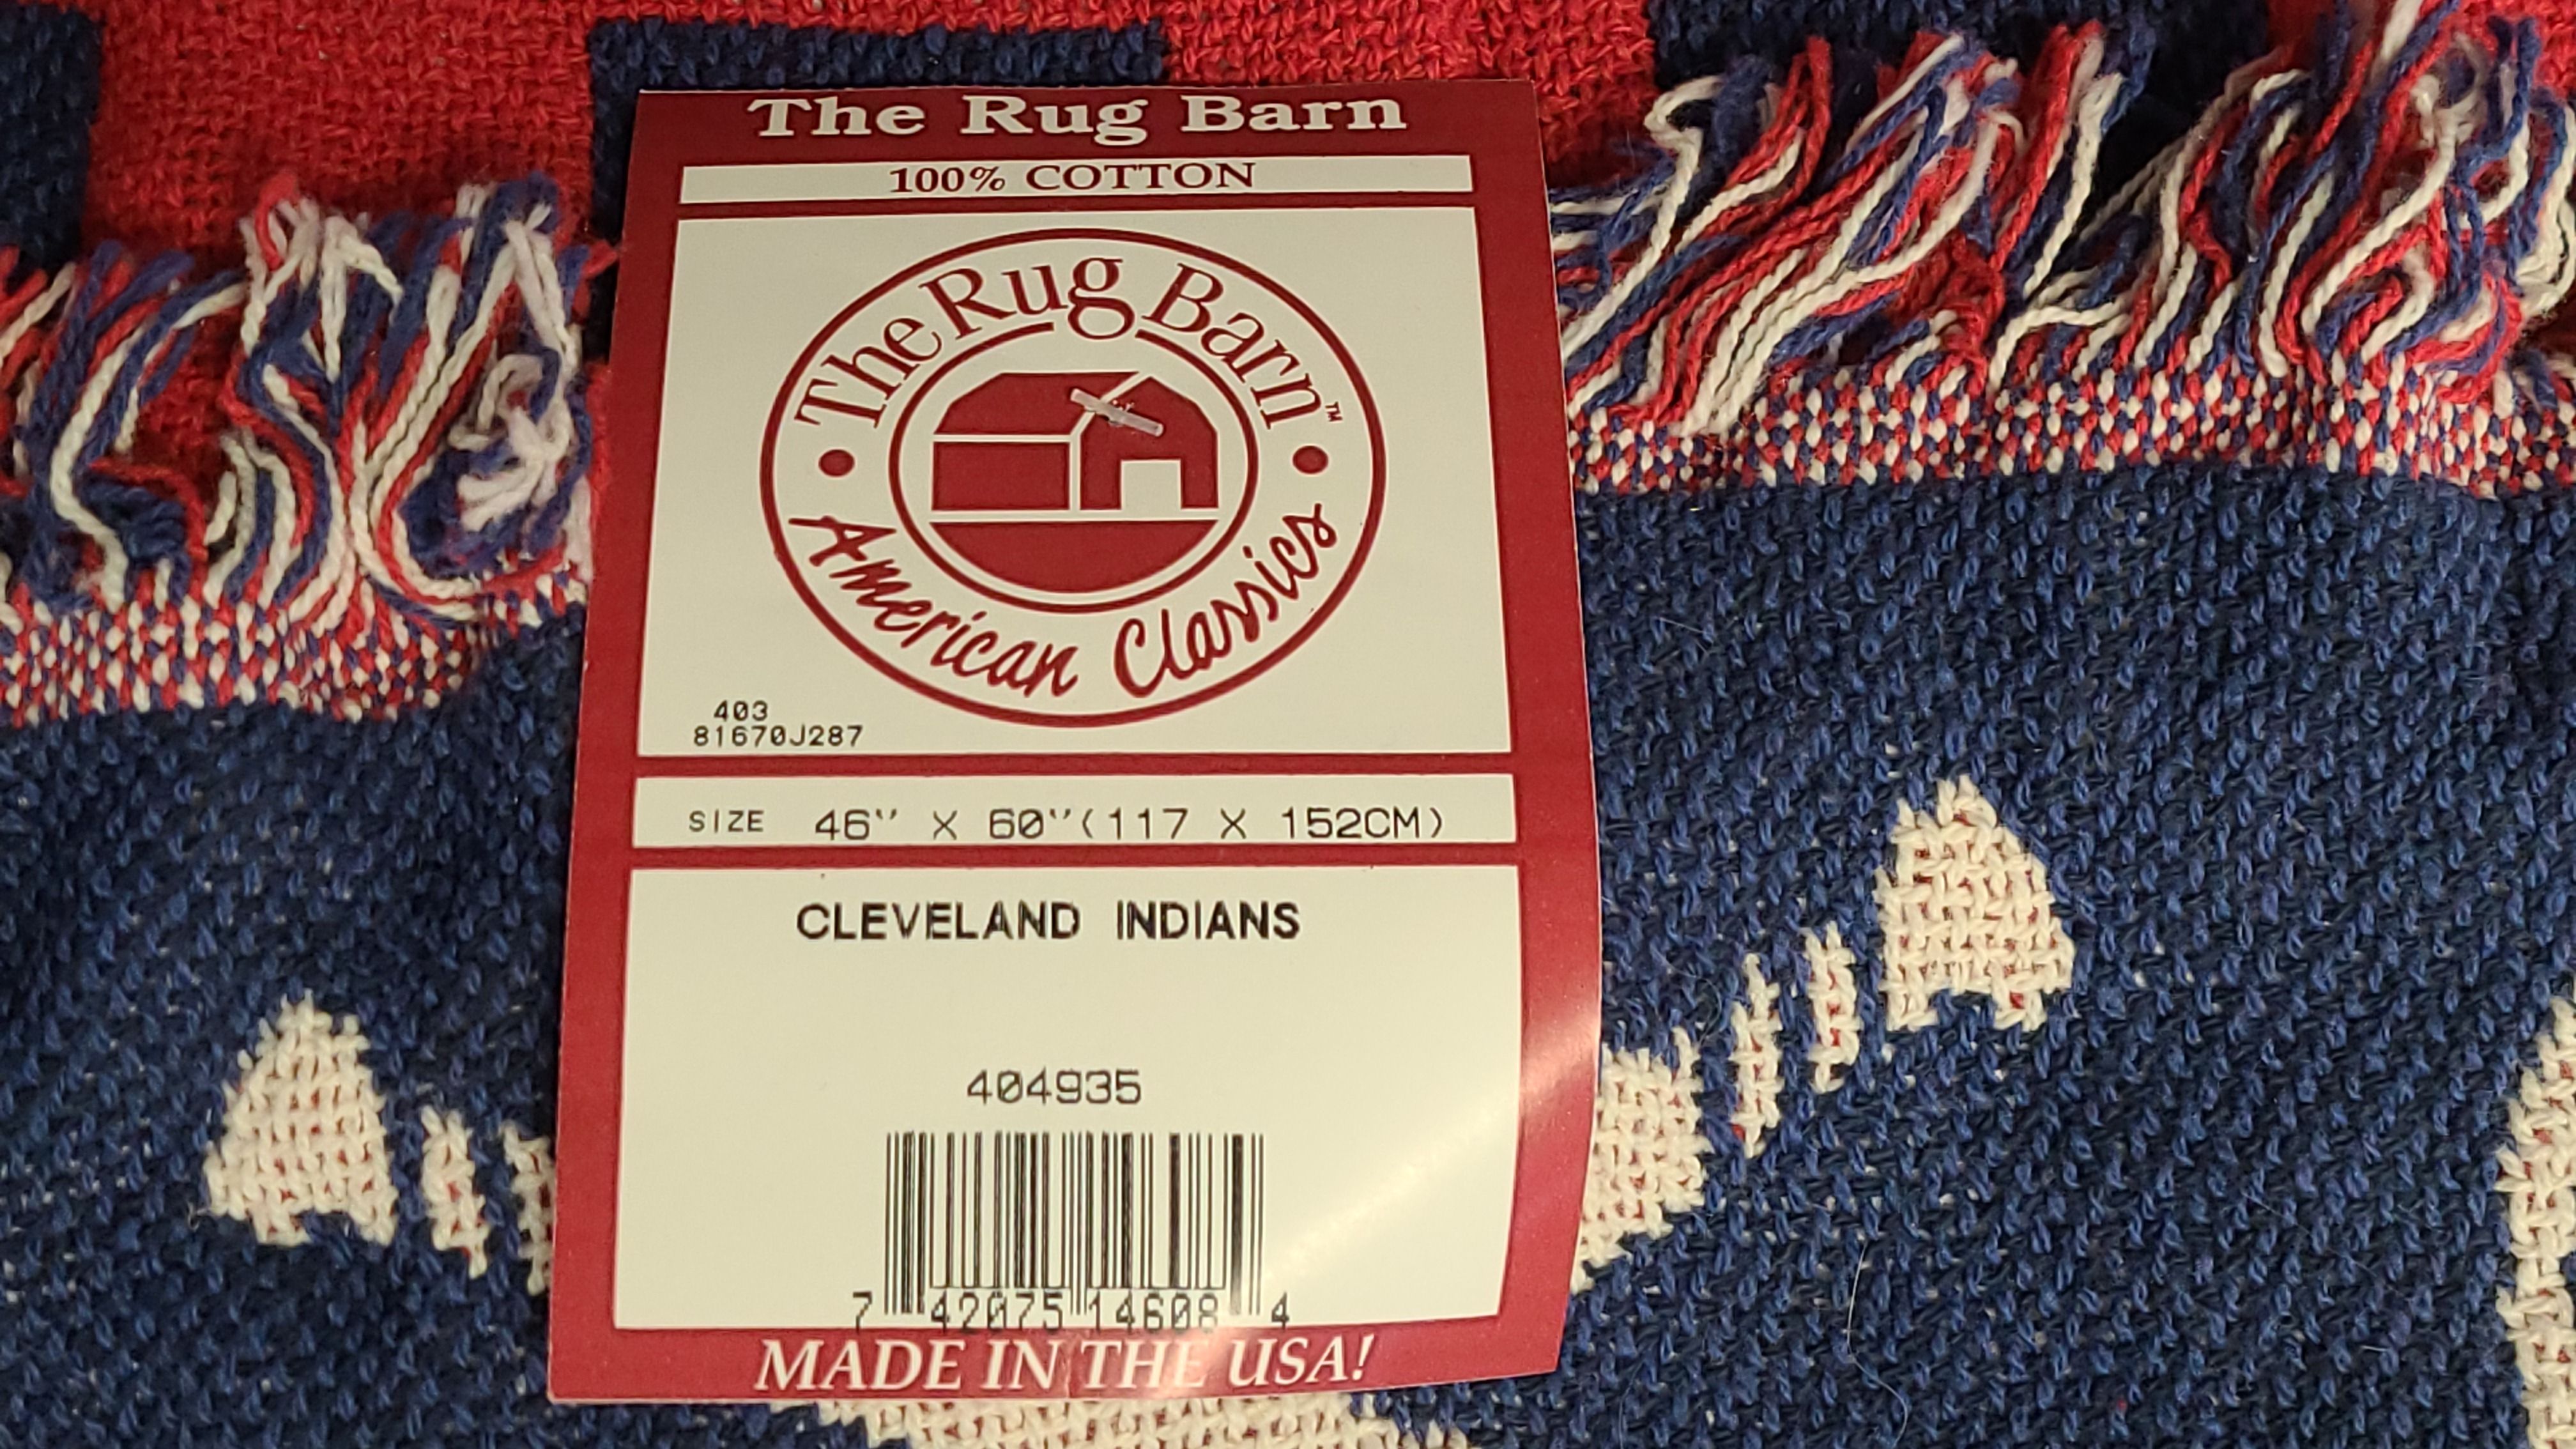 The Rug Barn
100% COTTON
The Rug Barn™
American Classics
403
81670J287
SIZE 46" X 60"(117 X 152CM)
CLEVELAND INDIANS
404935
7 42075 14608 4
MADE IN THE USA!